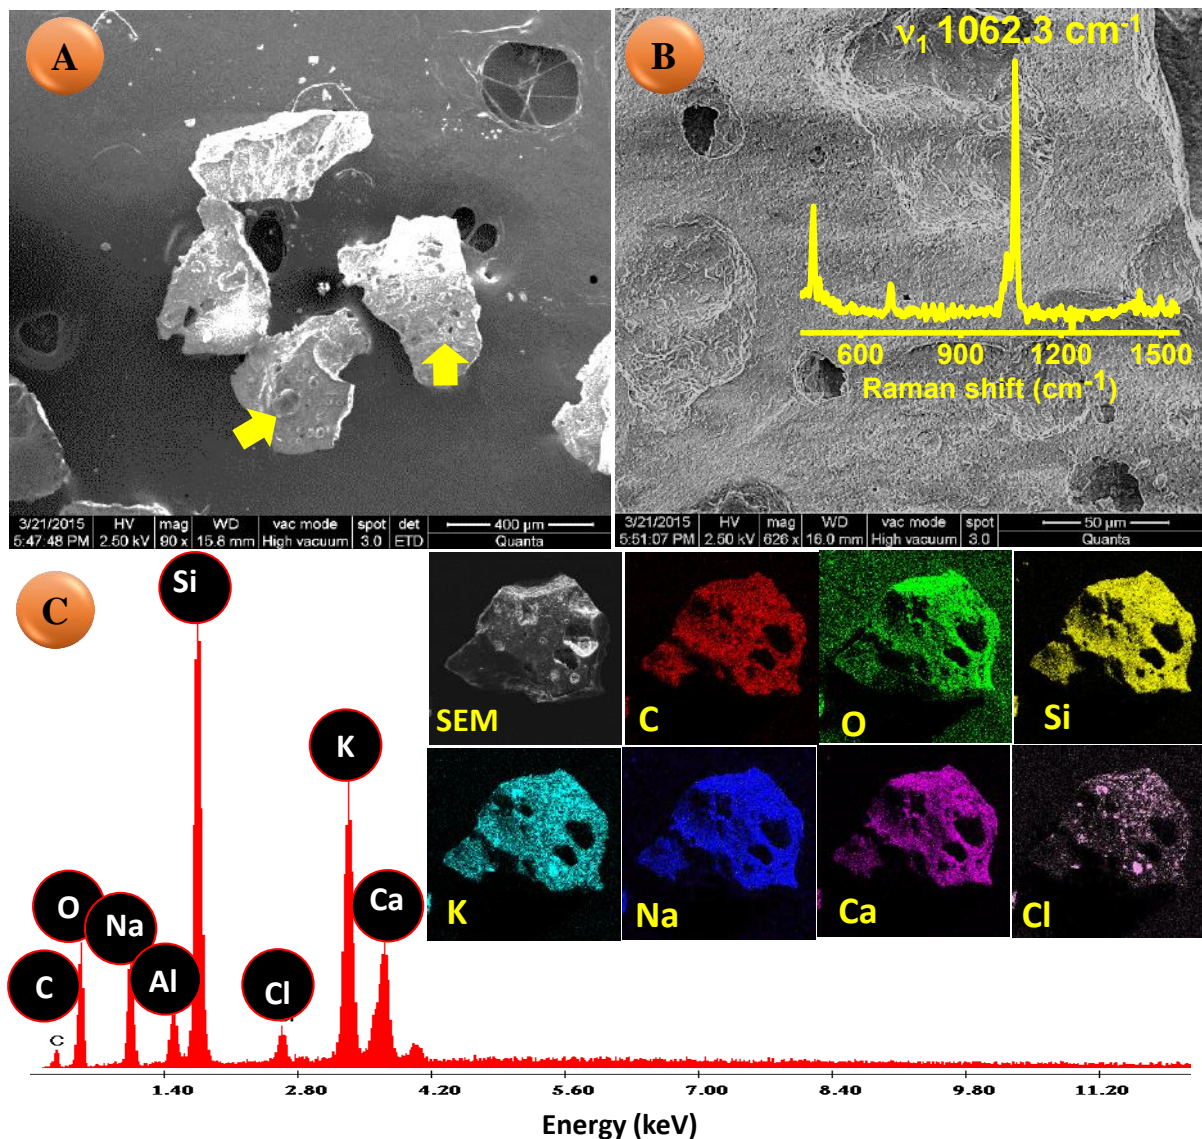 A
3/21/2015 HV mag WD vac mode spot det 400 µm
5:47:48 PM 2.50 kV 90 x 15.8 mm High vacuum 3.0 ETD Quanta
B
ν1 1062.3 cm-1
600 900 1200 1500
Raman shift (cm-1)
3/21/2015 HV mag WD vac mode spot 50 µm
5:51:07 PM 2.50 kV 626 x 16.0 mm High vacuum 3.0 Quanta
C
Si
K
O
Na
Ca
Al
C
Cl
C
1.40 2.80 4.20 5.60 7.00 8.40 9.80 11.20
Energy (keV)
SEM
C
O
Si
K
Na
Ca
Cl